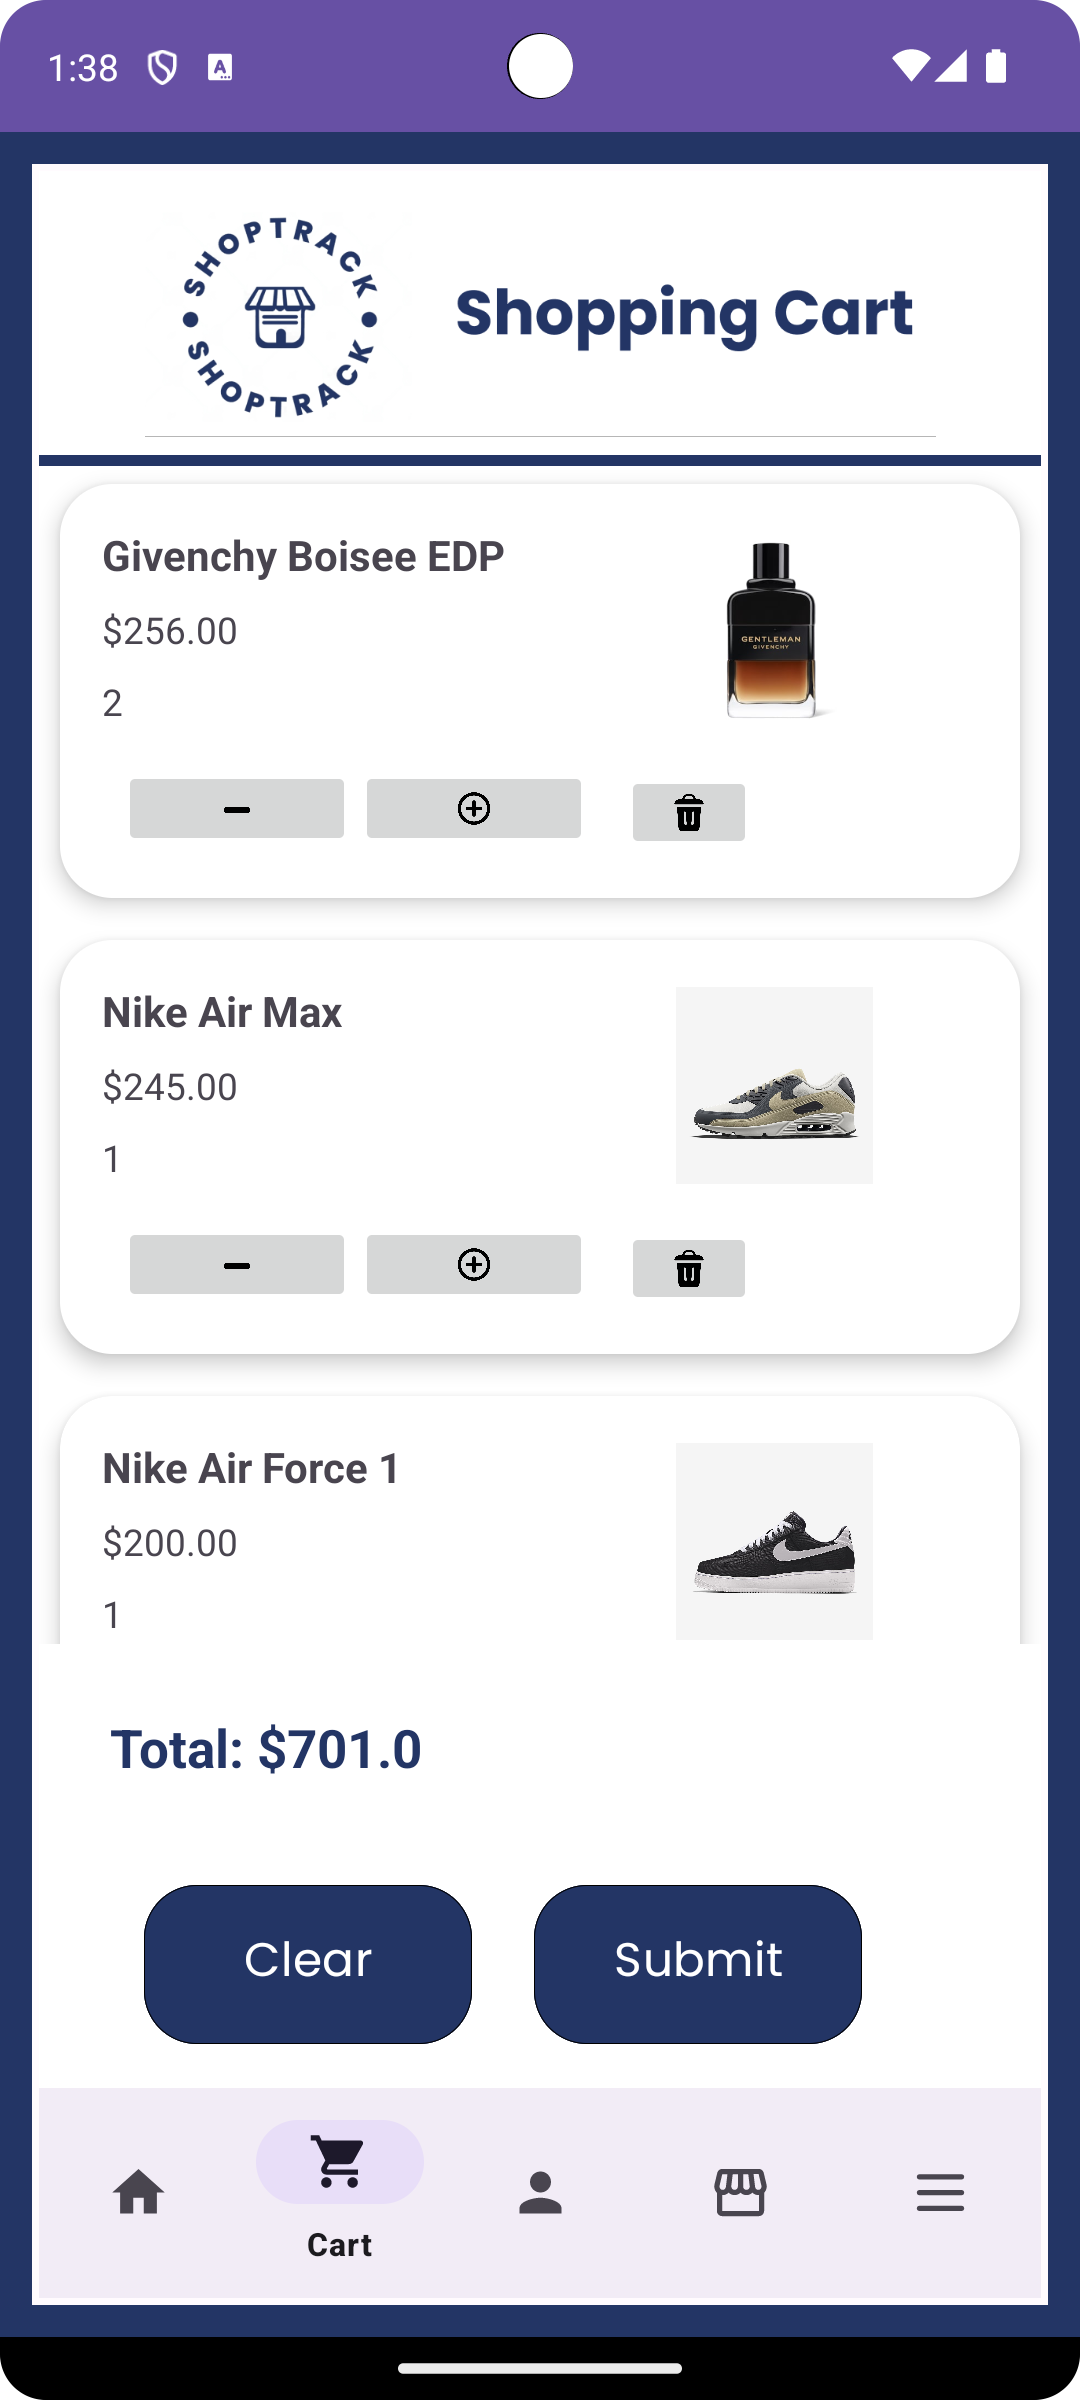 1:38
SHOPTRACK
SHOPTRACK
Shopping Cart
Givenchy Boisee EDP
$256.00
2
GENTLEMAN
GIVENCHY
Nike Air Max
$245.00
1
Nike Air Force 1
$200.00
1
Total: $701.0
Clear
Submit
Cart